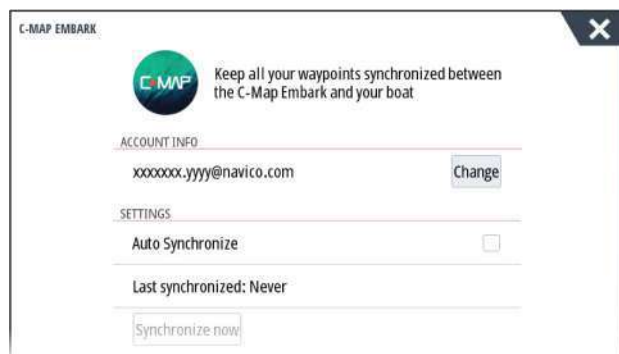 C-MAP EMBARK
C-MAP
Keep all your waypoints synchronized between
the C-Map Embark and your boat
ACCOUNT INFO
xxxxxxx.yyyy@navico.com
Change
SETTINGS
Auto Synchronize
Last synchronized: Never
Synchronize now